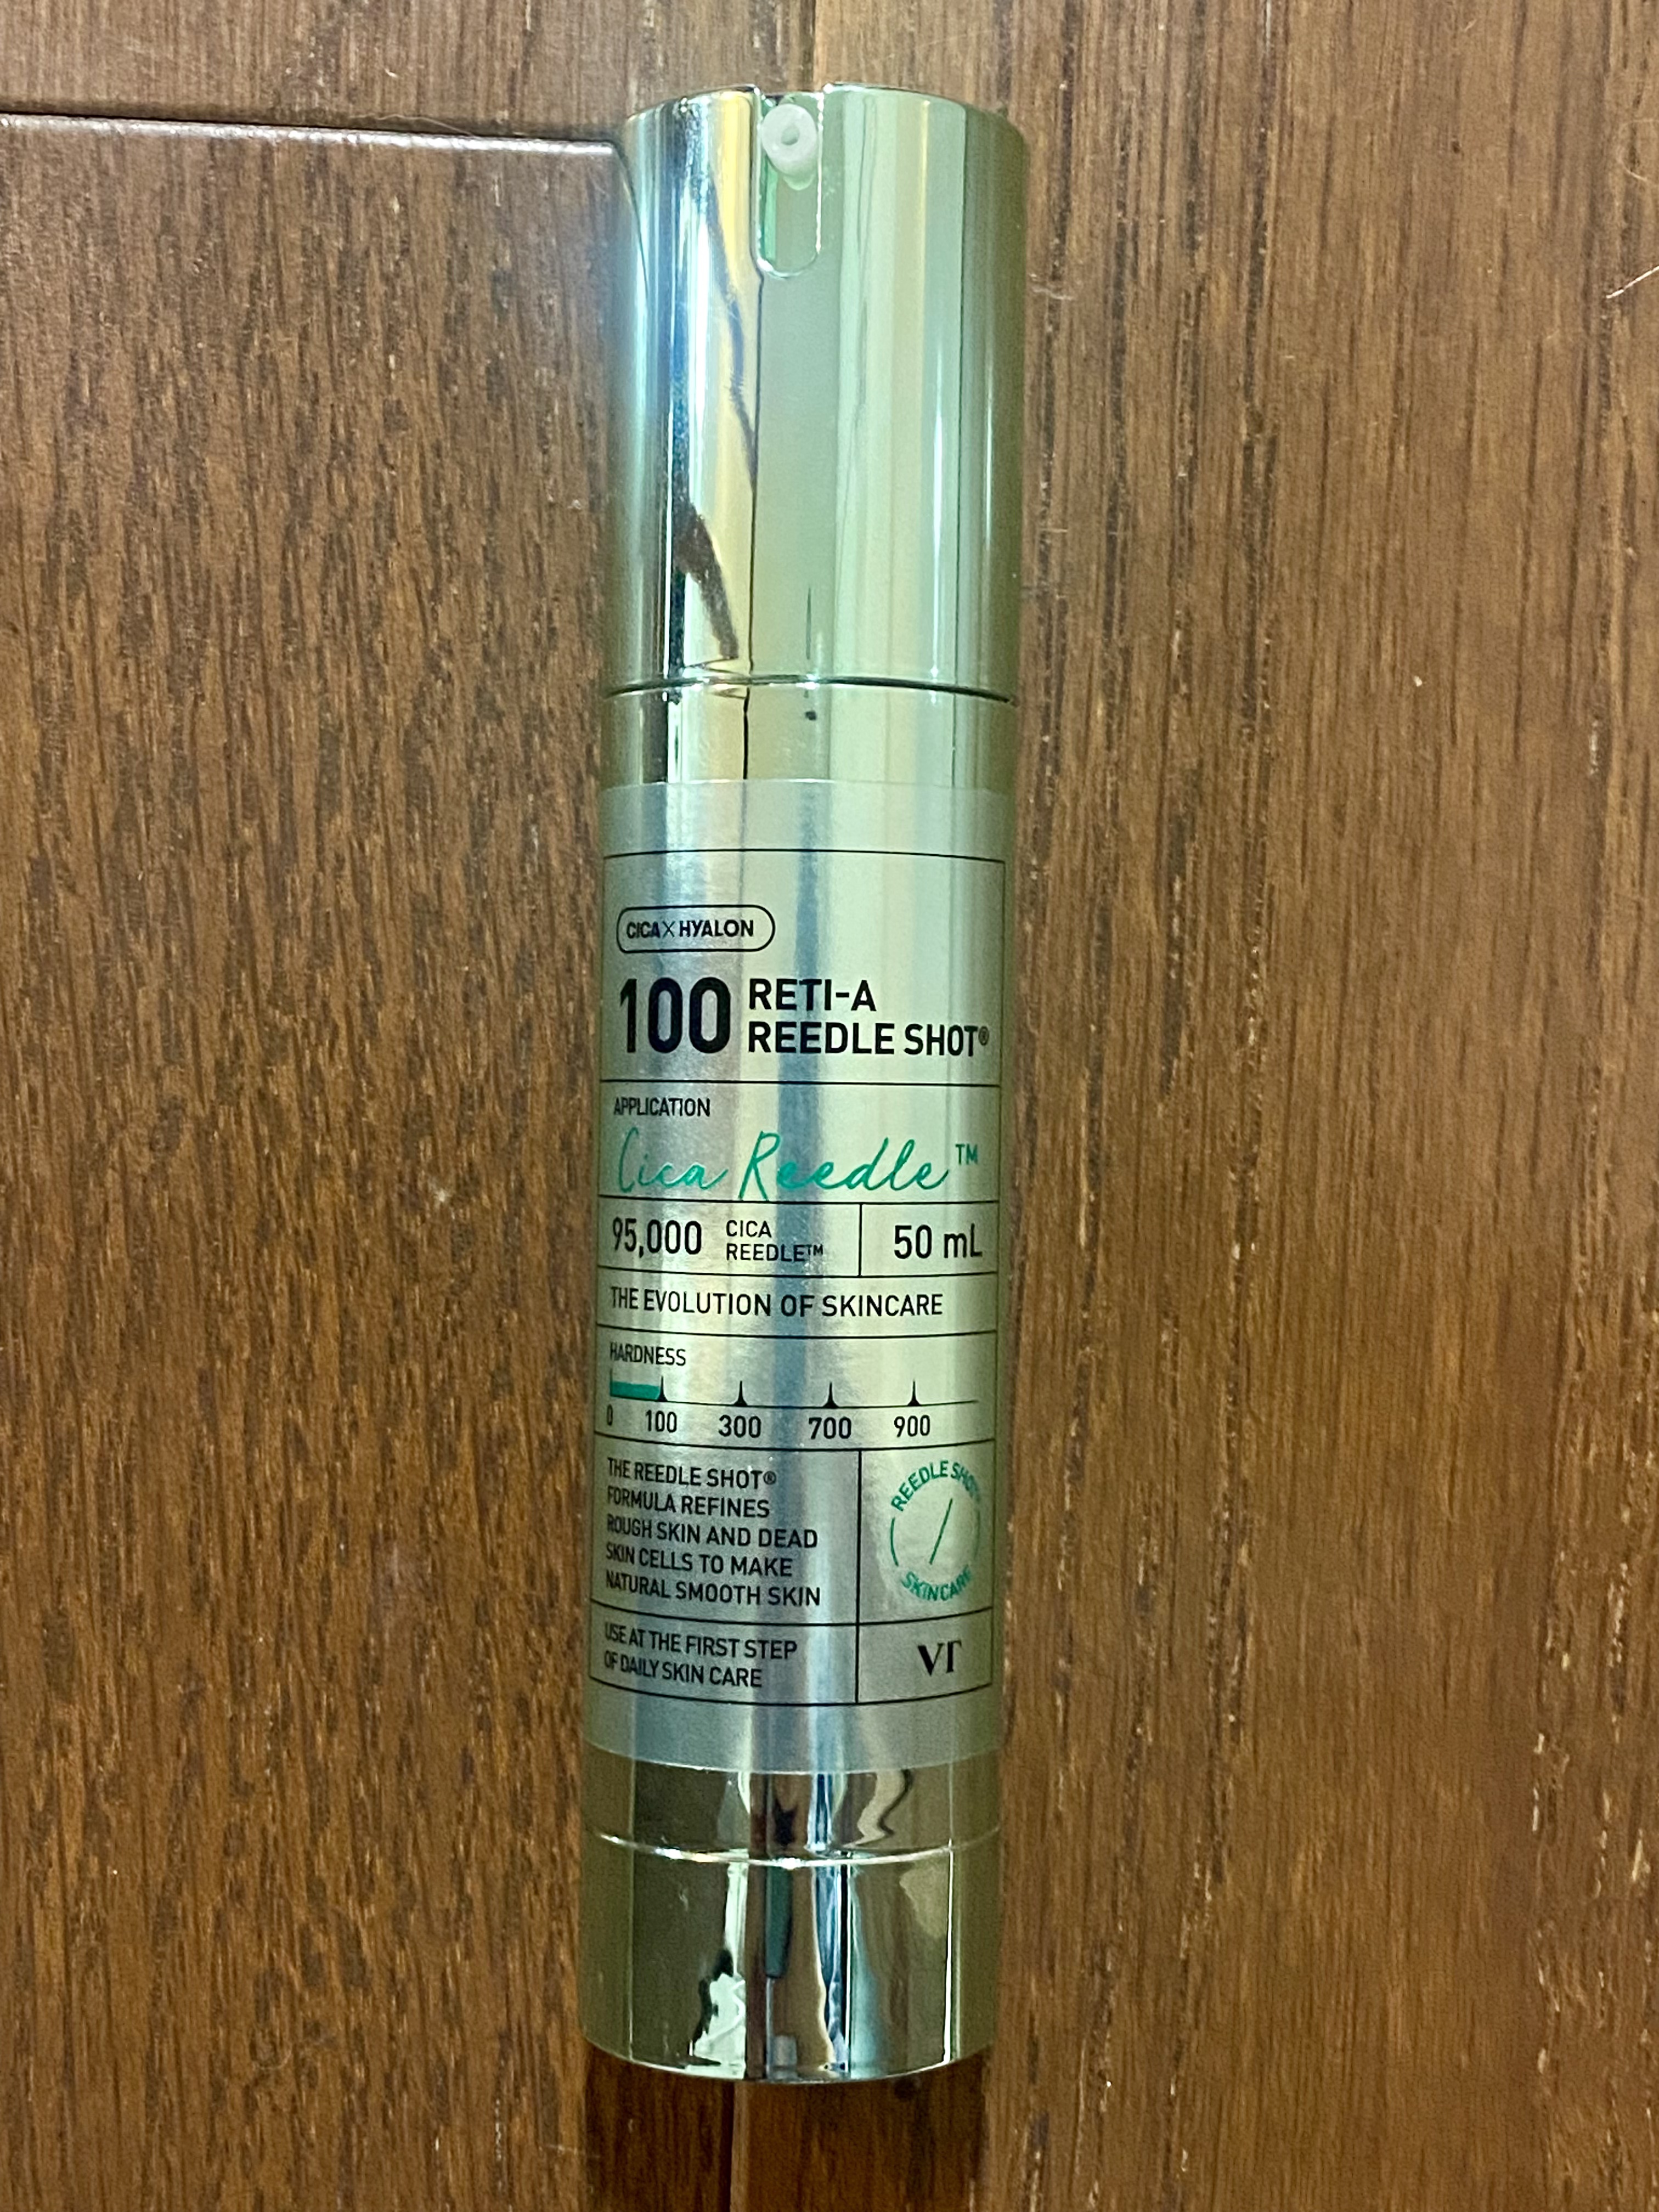 CICA X HYALON
100 RETI-A
REEDLE SHOT®
APPLICATION
Cica Reedle™
95,000 CICA
REEDLE™
50 mL
THE EVOLUTION OF SKINCARE
HARDNESS
0 100 300 700 900
THE REEDLE SHOT®
FORMULA REFINES
ROUGH SKIN AND DEAD
SKIN CELLS TO MAKE
NATURAL SMOOTH SKIN
REEDLE SHOT®
SKINCARE
USE AT THE FIRST STEP
OF DAILY SKIN CARE
VT